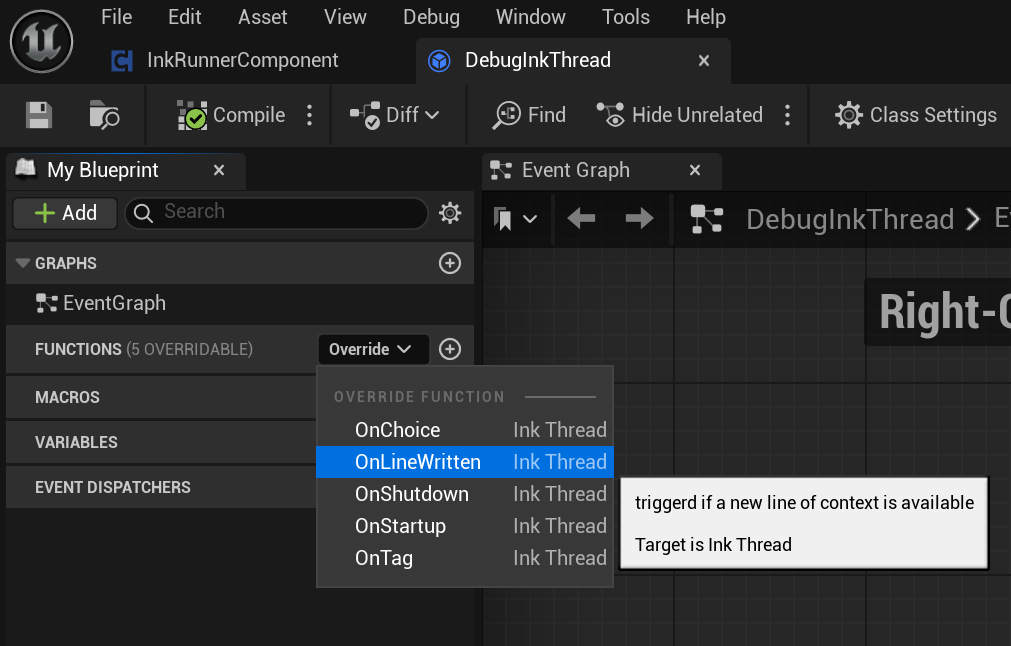 File Edit Asset View Debug Window Tools Help
InkRunnerComponent DebugInkThread
Compile Diff Find Hide Unrelated Class Settings
My Blueprint Event Graph
Add Search
DebugInkThread
GRAPHS
EventGraph
Right-
FUNCTIONS (5 OVERRIDABLE) Override
MACROS
VARIABLES
EVENT DISPATCHERS
OVERRIDE FUNCTION
OnChoice Ink Thread
OnLineWritten Ink Thread
OnShutdown Ink Thread
OnStartup Ink Thread
OnTag Ink Thread
triggerd if a new line of context is available
Target is Ink Thread